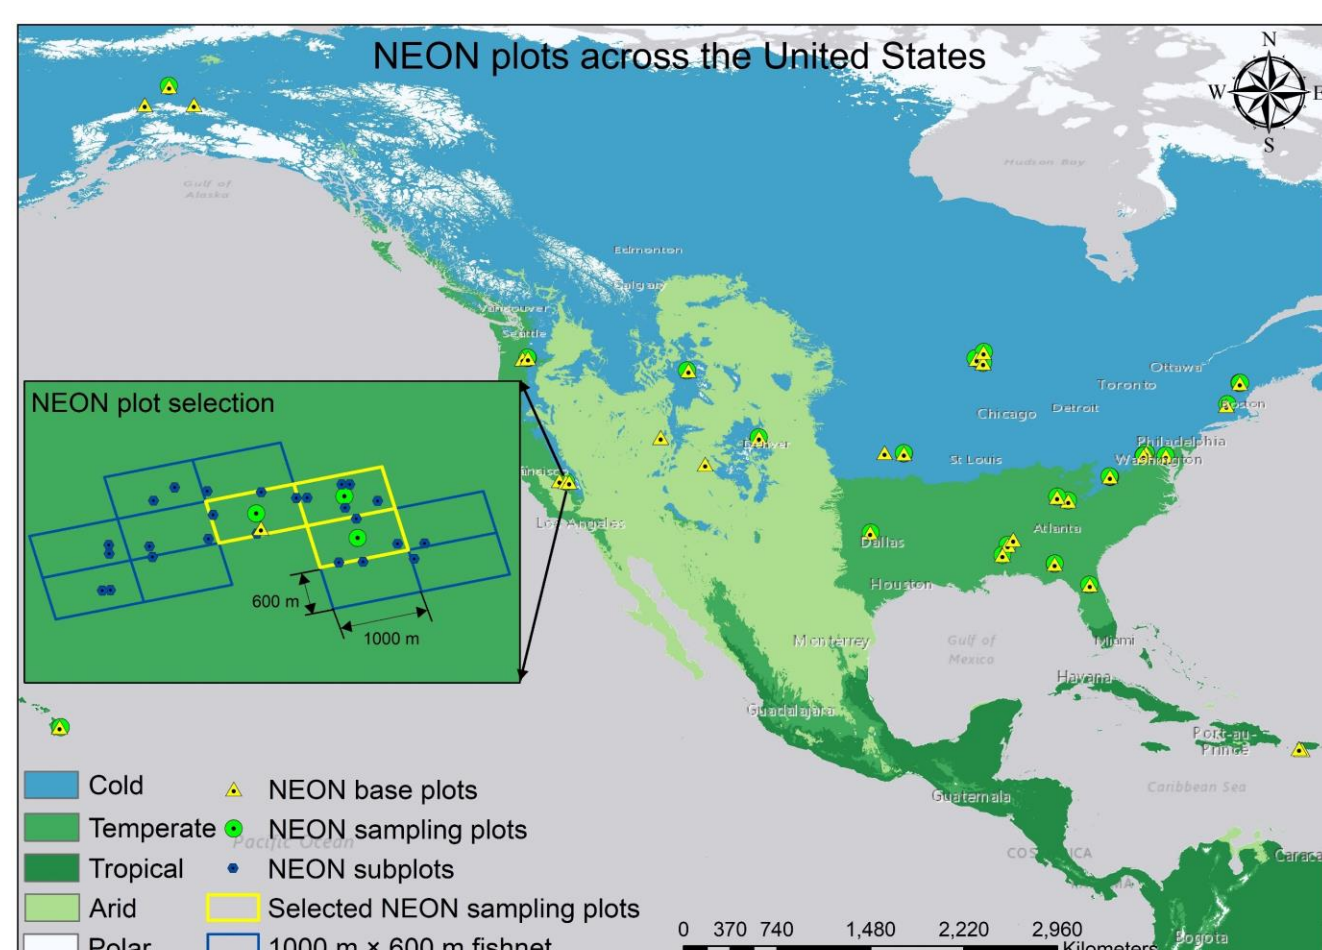 NEON plots across the United States
N
W
E
S
Hudson Bay
Gulf of
Alaska
Edmonton
Calgary
Vancouver
Seattle
Ottawa
Toronto
Boston
Chicago
Detroit
Philadelphia
Washington
St Louis
Denver
NEON plot selection
Los Angeles
Atlanta
Dallas
Houston
600 m
1000 m
Monterrey
Gulf of
Mexico
Miami
Havana
Guadalajara
Port-au-
Prince
Caribbean Sea
Guatemala
Cold
NEON base plots
Temperate
NEON sampling plots
Pacific Ocean
Tropical
NEON subplots
Arid
Selected NEON sampling plots
Polar
1000 m × 600 m fishnet
0 370 740 1,480 2,220 2,960
Kilometers
Bogota